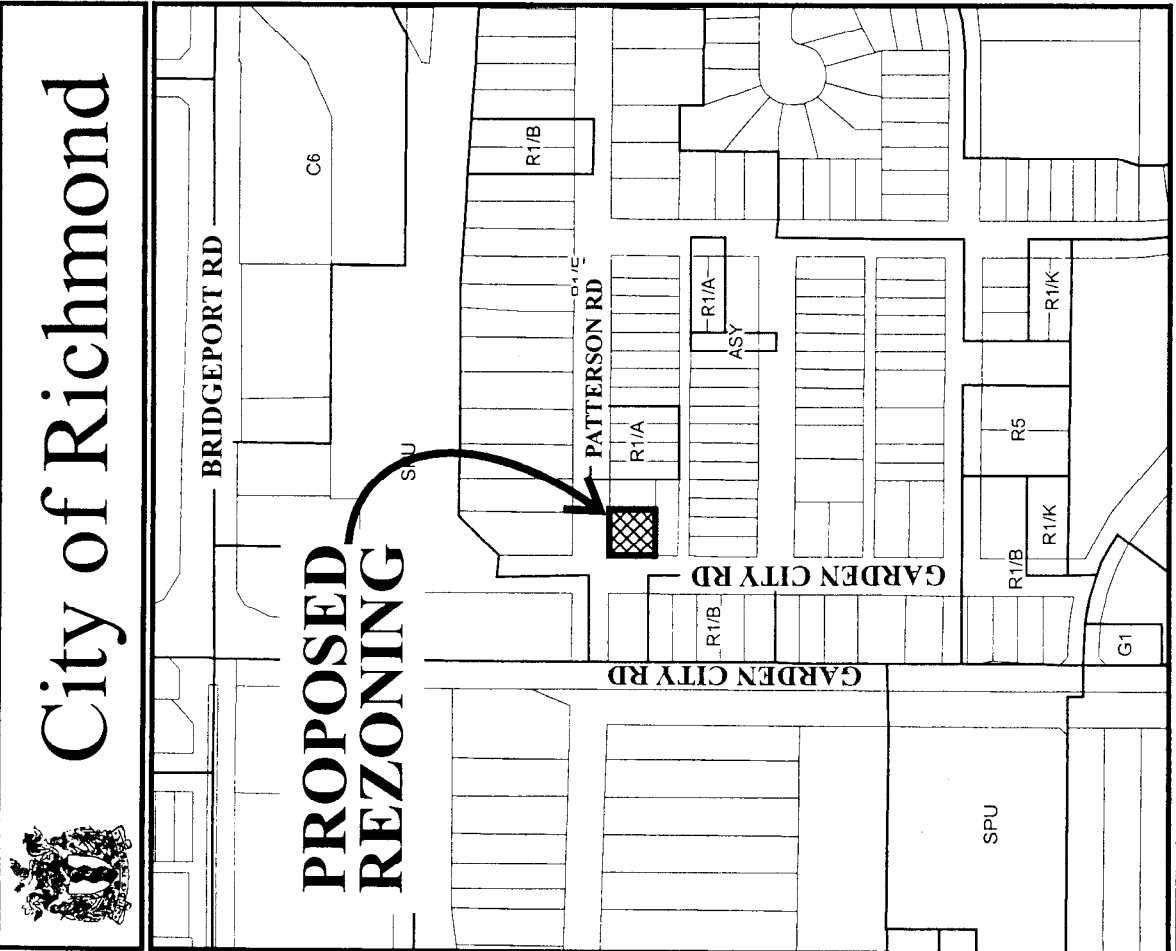 City of Richmond
BRIDGEPORT RD
C6
R1/B
PATTERSON RD
R1/A
ASY
R1/A
SPU
PROPOSED
REZONING
GARDEN CITY RD
R1/B
GARDEN CITY RD
R1/K
R5
R1/K
R1/B
G1
SPU